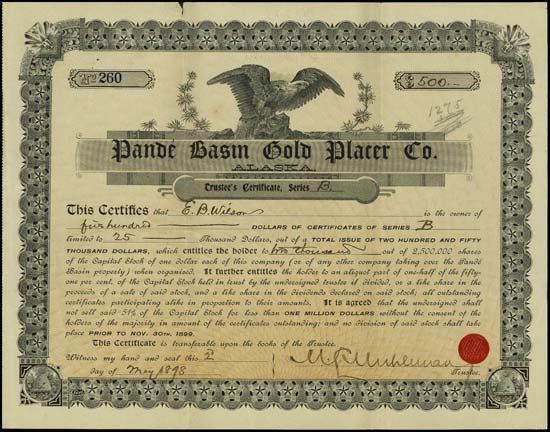 No 260
$ 500.—
1275
Pandé Basin Gold Placer Co.
ALASKA
Trustee's Certificate, Series B.
This Certifies that E. B. Wilson is the owner of
five hundred DOLLARS OF CERTIFICATES OF SERIES B
limited to 25 Thousand Dollars, out of a TOTAL ISSUE OF TWO HUNDRED AND FIFTY
THOUSAND DOLLARS, which ENTITLES THE HOLDER to two thousand out of 2,500,000 shares
of the Capital Stock of one dollar each of this company (or of any other company taking over the Pandé
Basin property) when organised. It further entitles the holder to an aliquot part of one-half of the fifty-
one per cent. of the Capital Stock held in trust by the undersigned trustee if divided, or a like share in the
proceeds of a sale of said stock, and a like share in the dividends declared on said stock; all outstanding
certificates participating alike in proportion to their amounts. It is agreed that the undersigned shall
not sell said 51% of the Capital Stock for less than ONE MILLION DOLLARS without the consent of the
holders of the majority in amount of the certificates outstanding; and no division of said stock shall take
place PRIOR TO NOV. 30TH, 1899.
This Certificate is transferable upon the books of the Trustee.
Witness my hand and seal this 2
day of May 1898
Trustee.